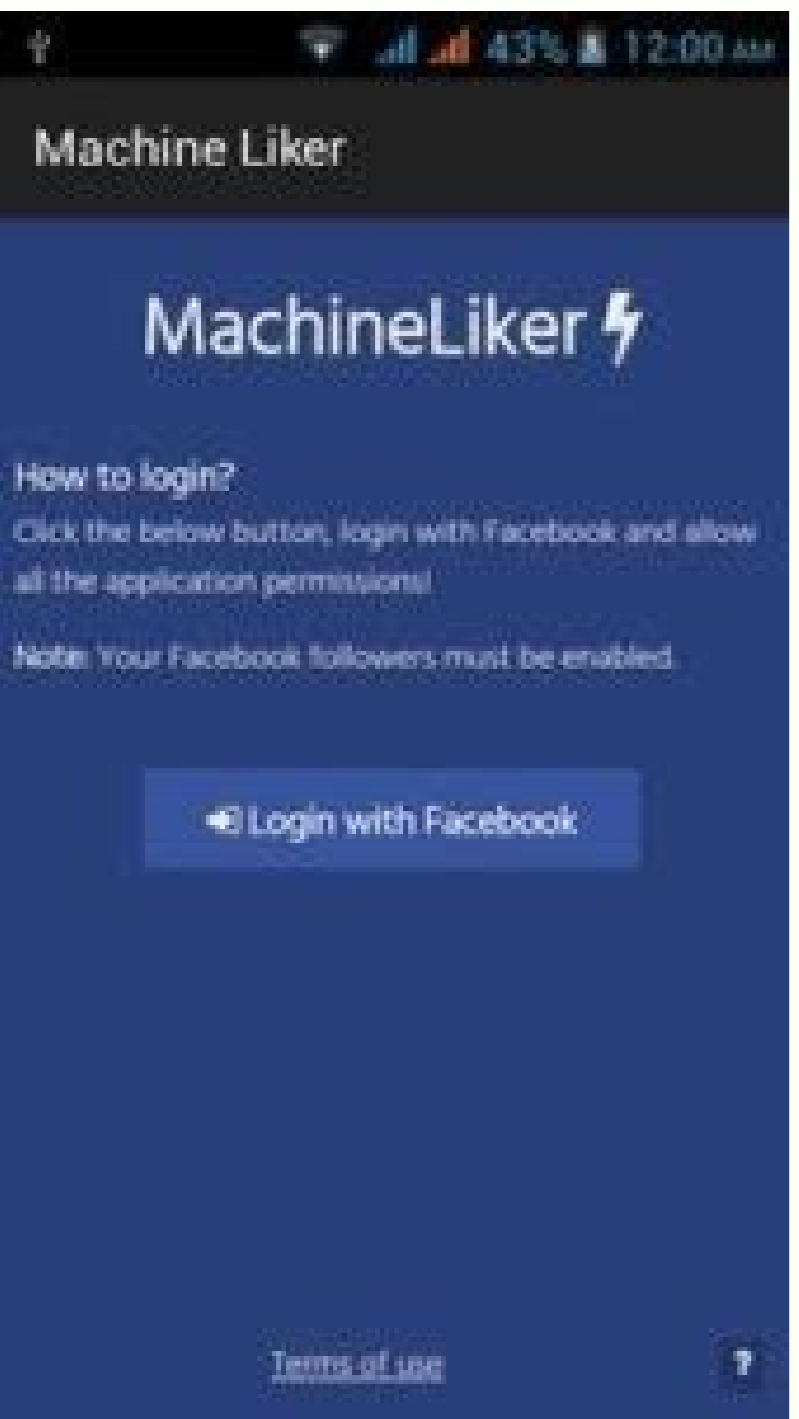 43% 12:00 AM
Machine Liker
MachineLiker
How to login?
Click the below button, login with Facebook and allow
all the application permissions!
Note: Your Facebook followers must be enabled.
Login with Facebook
Terms of use
?